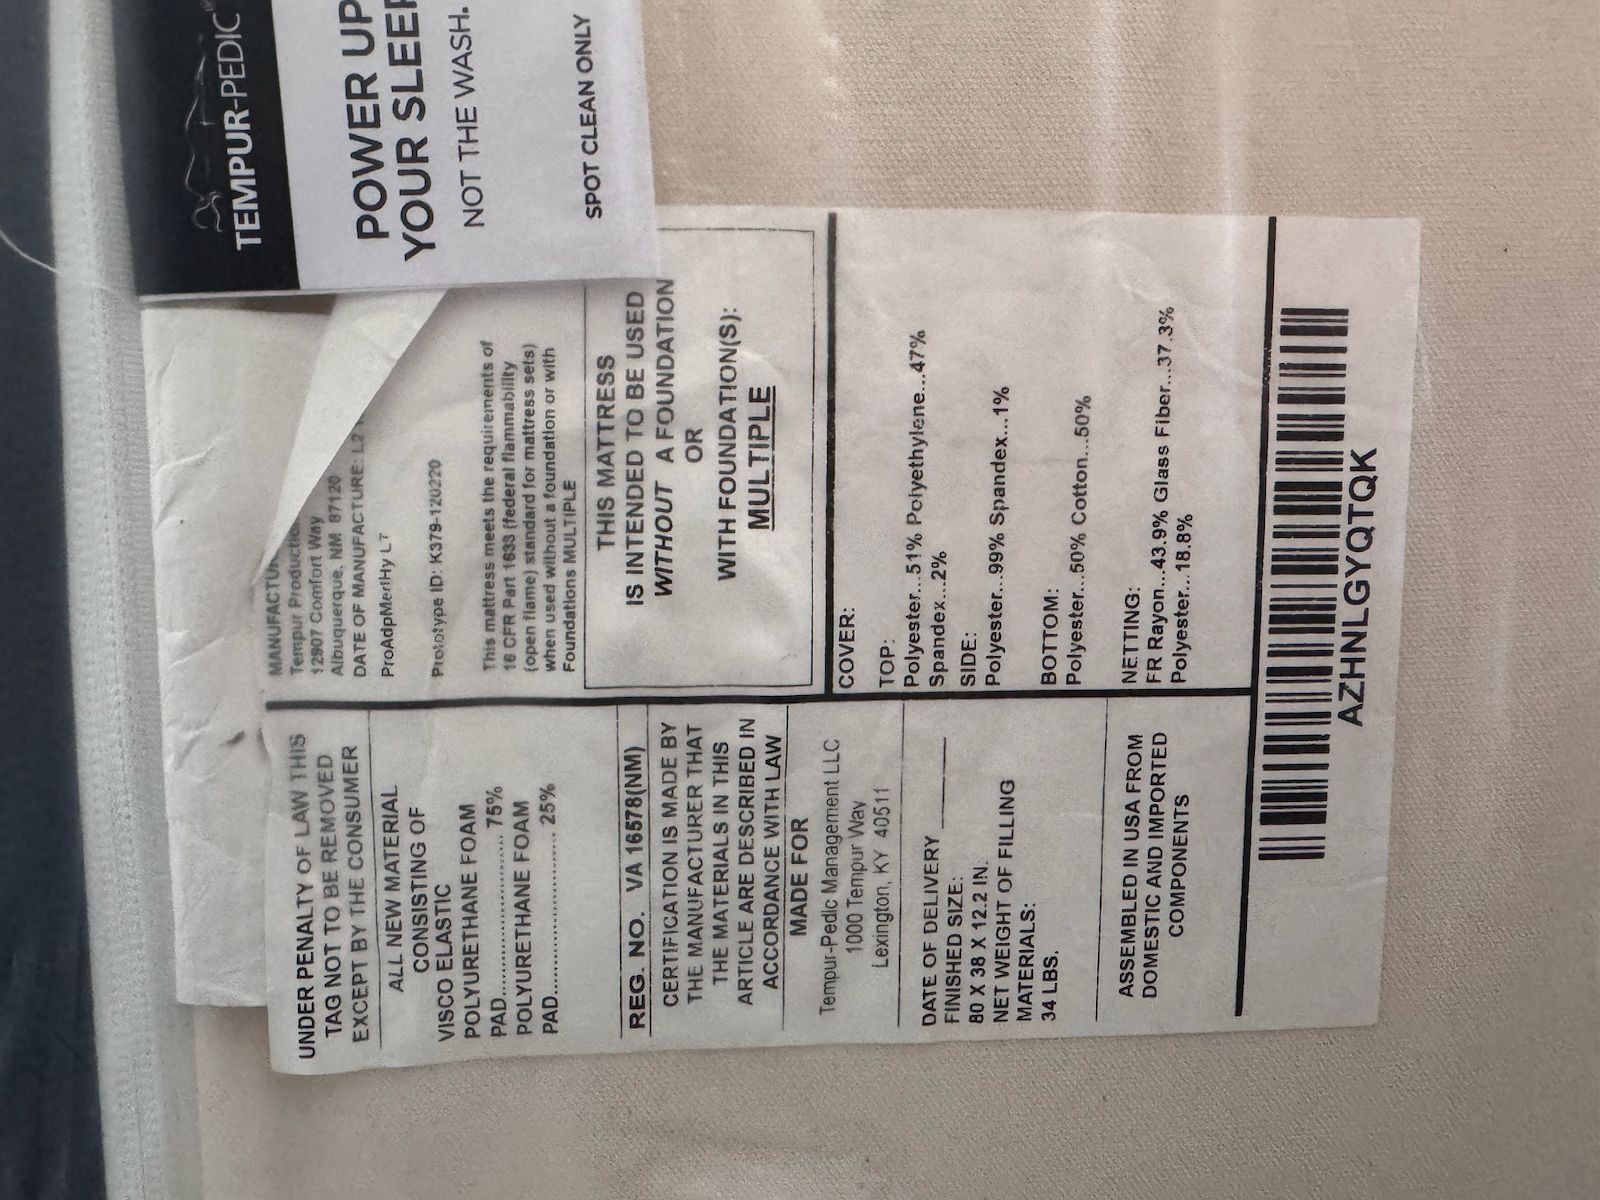 TEMPUR-PEDIC
POWER UP
YOUR SLEEP
NOT THE WASH.
SPOT CLEAN ONLY
UNDER PENALTY OF LAW THIS
TAG NOT TO BE REMOVED
EXCEPT BY THE CONSUMER
ALL NEW MATERIAL
CONSISTING OF
VISCO ELASTIC
POLYURETHANE FOAM
PAD........................ 75%
POLYURETHANE FOAM
PAD........................ 25%
REG. NO. VA 16578(NM)
CERTIFICATION IS MADE BY
THE MANUFACTURER THAT
THE MATERIALS IN THIS
ARTICLE ARE DESCRIBED IN
ACCORDANCE WITH LAW
MADE FOR
Tempur-Pedic Management LLC
1000 Tempur Way
Lexington, KY 40511
DATE OF DELIVERY ________
FINISHED SIZE:
80 X 38 X 12.2 IN.
NET WEIGHT OF FILLING
MATERIALS:
34 LBS.
ASSEMBLED IN USA FROM
DOMESTIC AND IMPORTED
COMPONENTS
MANUFACTU
Tempur Productio
12907 Comfort Way
Albuquerque, NM 87120
DATE OF MANUFACTURE: L2
ProAdpMerlHy L7
Prototype ID: K379-120220
This mattress meets the requirements of
16 CFR Part 1633 (federal flammability
(open flame) standard for mattress sets)
when used without a foundation or with
Foundations MULTIPLE
THIS MATTRESS
IS INTENDED TO BE USED
WITHOUT A FOUNDATION
OR
WITH FOUNDATION(S):
MULTIPLE
COVER:
TOP:
Polyester...51% Polyethylene...47%
Spandex...2%
SIDE:
Polyester...99% Spandex...1%
BOTTOM:
Polyester...50% Cotton...50%
NETTING:
FR Rayon...43.9% Glass Fiber...37.3%
Polyester...18.8%
AZHNLGYQTQK